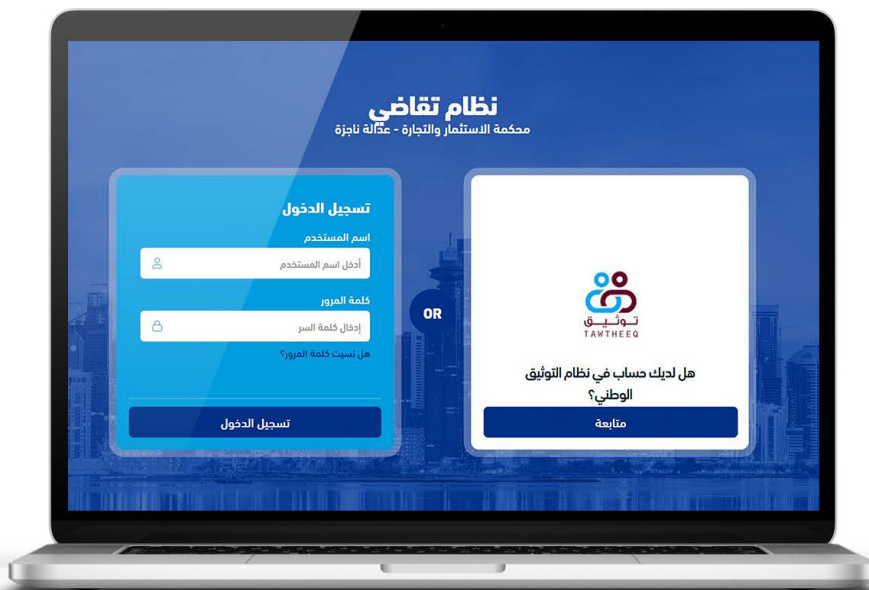 نظام تقاضي
محكمة الاستثمار والتجارة - عدالة ناجزة
تسجيل الدخول
اسم المستخدم
أدخل اسم المستخدم
كلمة المرور
إدخال كلمة السر
هل نسيت كلمة المرور؟
تسجيل الدخول
OR
تـوثـيـق
TAWTHEEQ
هل لديك حساب في نظام التوثيق
الوطني؟
متابعة